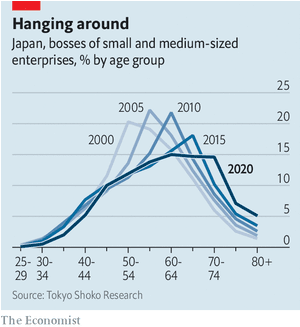 Hanging around
Japan, bosses of small and medium-sized
enterprises, % by age group
25
2005
2010
20
2000
2015
15
2020
10
5
0
25- 30- 40- 50- 60- 70- 80+
29 34 44 54 64 74
Source: Tokyo Shoko Research
The Economist